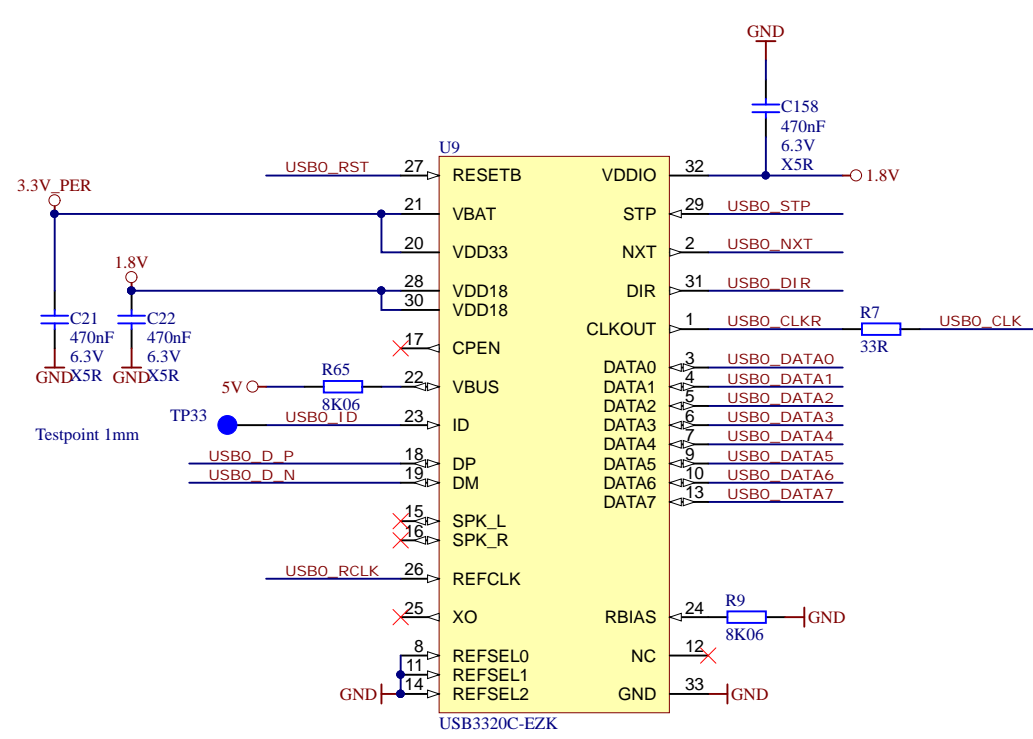 GND
C158
470nF
6.3V
X5R
U9
USB0_RST 27 RESETB VDDIO 32 1.8V
3.3V_PER
21 VBAT STP 29 USB0_STP
20 VDD33 NXT 2 USB0_NXT
1.8V
28 VDD18 DIR 31 USB0_DIR
30 VDD18
C21
470nF
6.3V
X5R
GND
C22
470nF
6.3V
X5R
GND
CLKOUT 1 USB0_CLKR R7 USB0_CLK
33R
17 CPEN
DATA0 3 USB0_DATA0
5V R65 22 VBUS DATA1 4 USB0_DATA1
8K06
DATA2 5 USB0_DATA2
TP33 USB0_ID 23 ID DATA3 6 USB0_DATA3
Testpoint 1mm
DATA4 7 USB0_DATA4
USB0_D_P 18 DP DATA5 9 USB0_DATA5
USB0_D_N 19 DM DATA6 10 USB0_DATA6
DATA7 13 USB0_DATA7
15 SPK_L
16 SPK_R
USB0_RCLK 26 REFCLK
25 XO RBIAS 24 R9 GND
8K06
8 REFSEL0 NC 12
11 REFSEL1
GND 14 REFSEL2 GND 33 GND
USB3320C-EZK